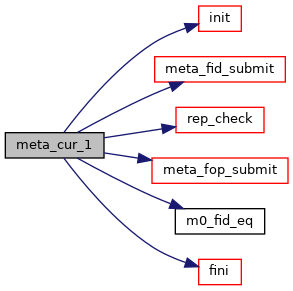 init
meta_fid_submit
rep_check
meta_cur_1
meta_fop_submit
m0_fid_eq
fini